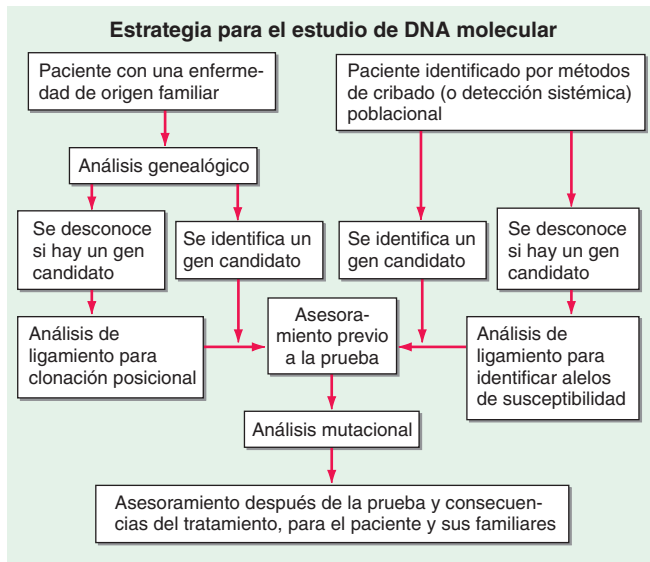 Estrategia para el estudio de DNA molecular
Paciente con una enferme-
dad de origen familiar
Paciente identificado por métodos
de cribado (o detección sistémica)
poblacional
Análisis genealógico
Se desconoce
si hay un gen
candidato
Se identifica un
gen candidato
Se identifica un
gen candidato
Se desconoce
si hay un gen
candidato
Análisis de
ligamiento para
clonación posicional
Asesora-
miento previo
a la prueba
Análisis de
ligamiento para
identificar alelos
de susceptibilidad
Análisis mutacional
Asesoramiento después de la prueba y consecuen-
cias del tratamiento, para el paciente y sus familiares